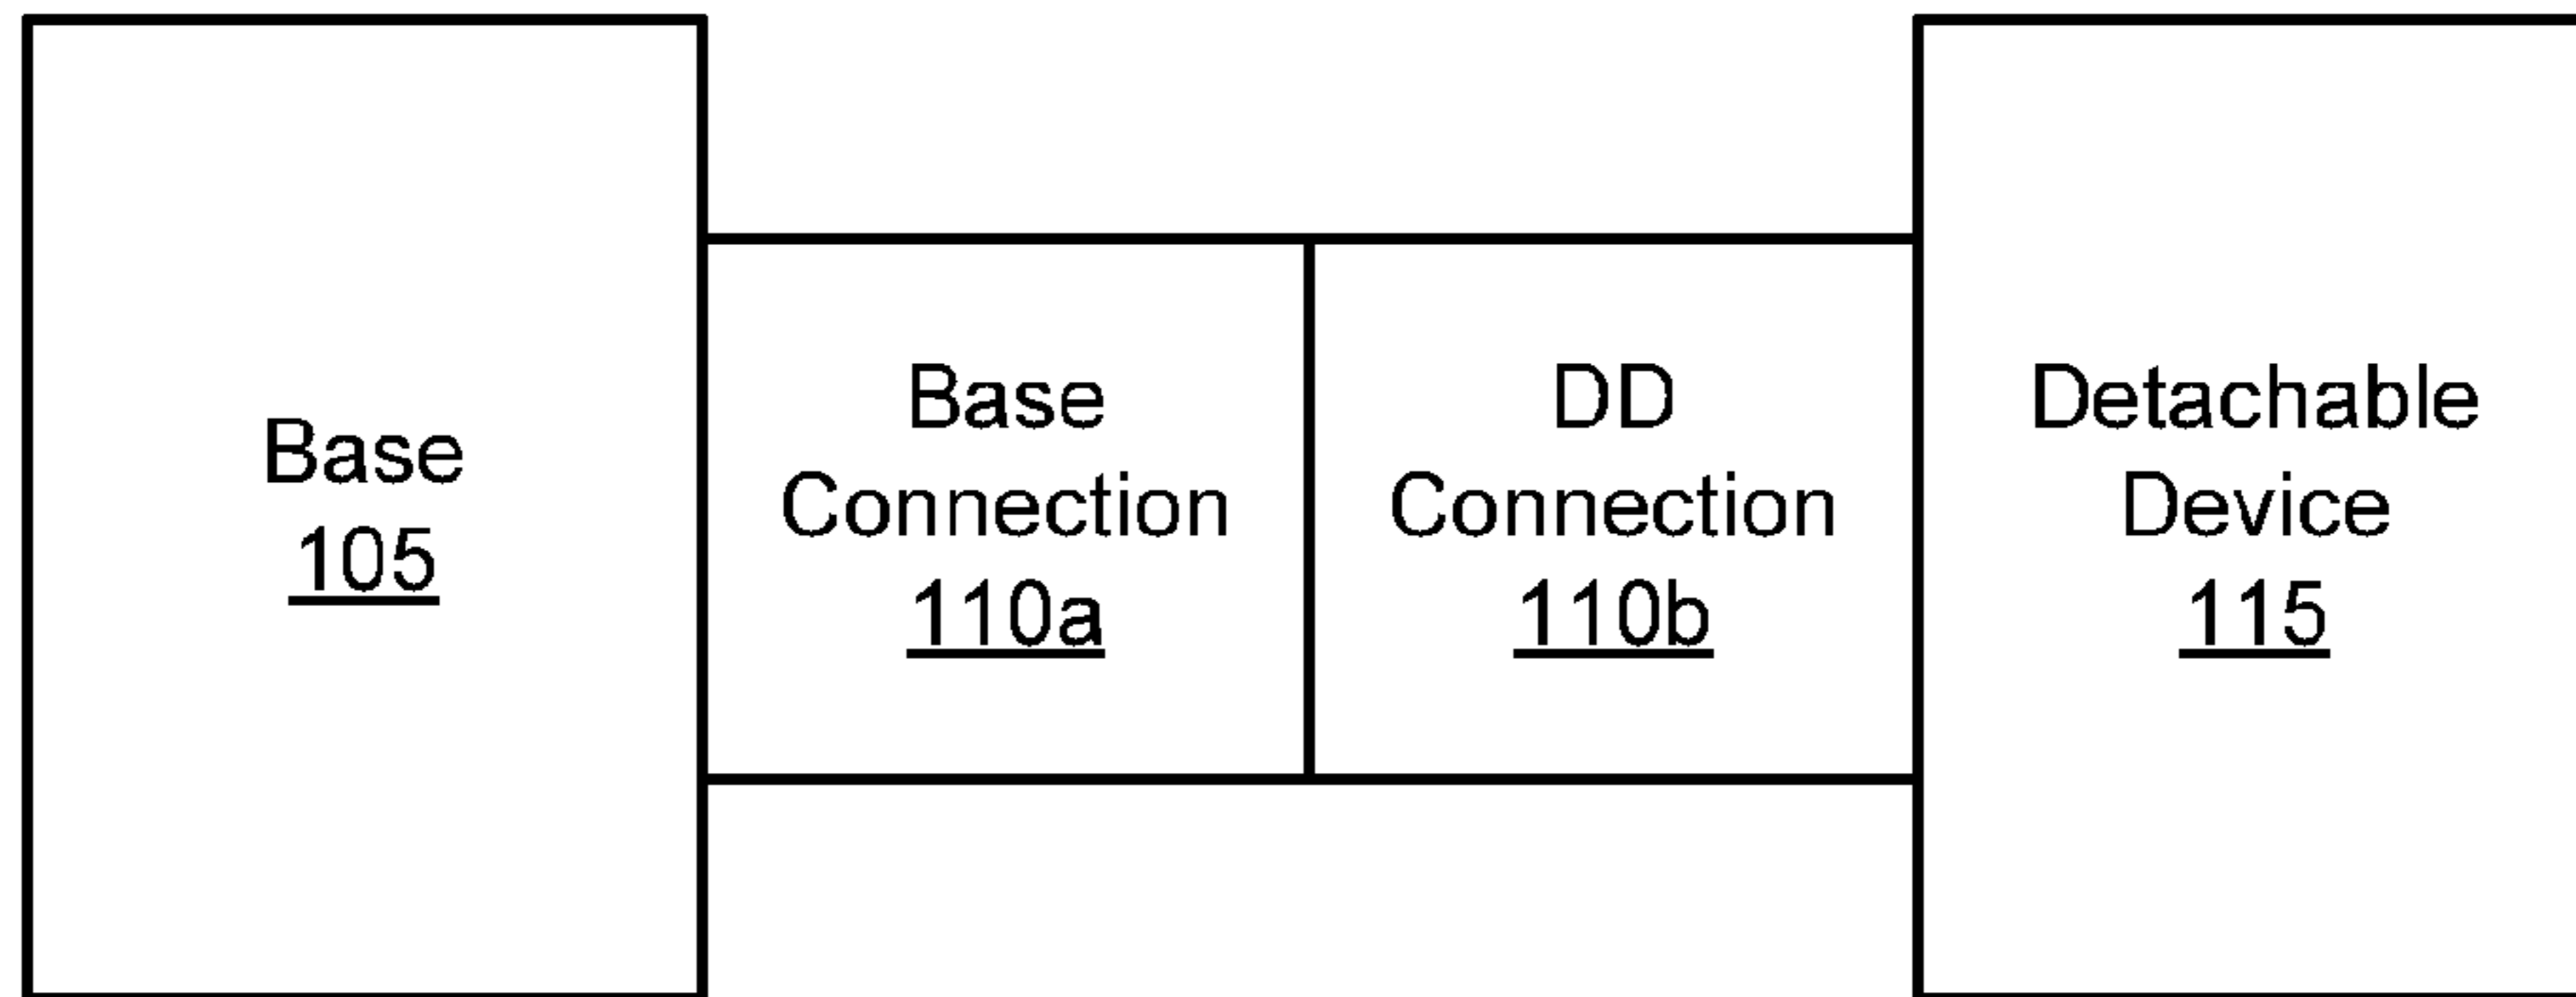 Base
105
Base
Connection
110a
DD
Connection
110b
Detachable
Device
115